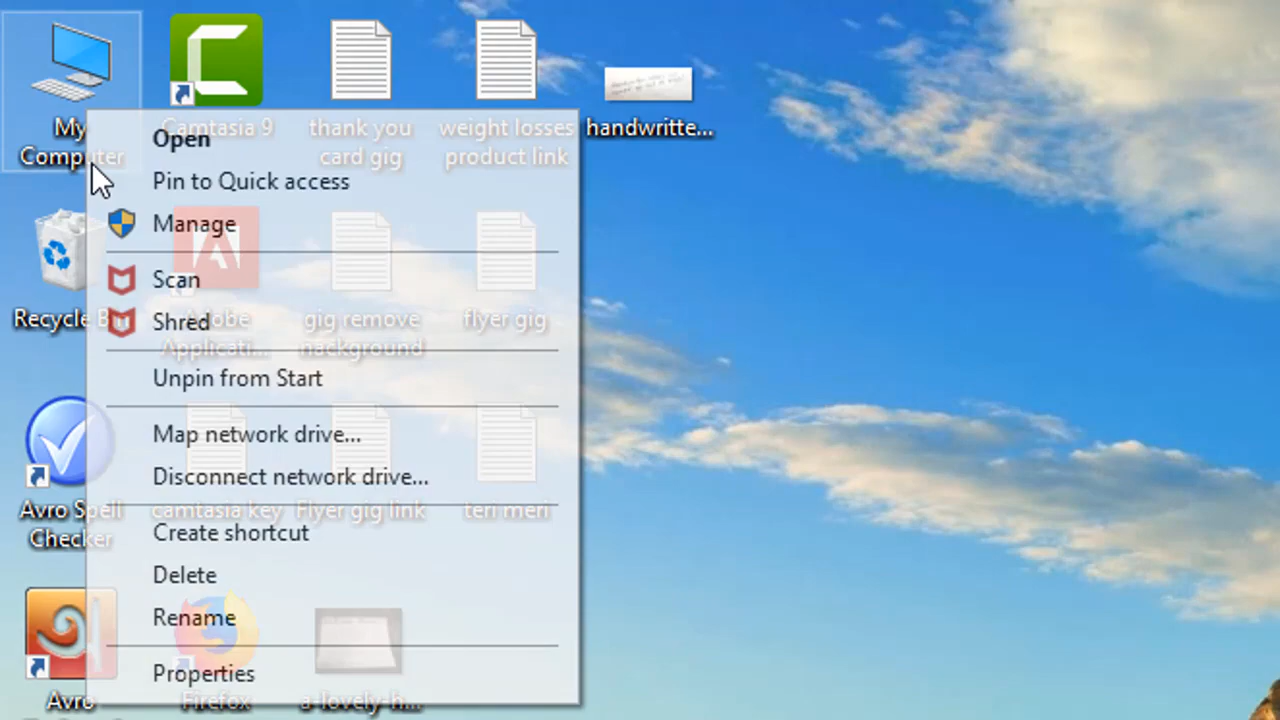 My
Computer
Camtasia 9
thank you
card gig
weight losses
product link
handwritte...
Open
Pin to Quick access
Manage
Scan
Shred
Unpin from Start
Map network drive...
Disconnect network drive...
Create shortcut
Delete
Rename
Properties
Recycle Bin
Adobe
Applicati...
gig remove
nackground
flyer gig
Avro Spell
Checker
camtasia key
Flyer gig link
teri meri
Avro
Firefox
a-lovely-h...